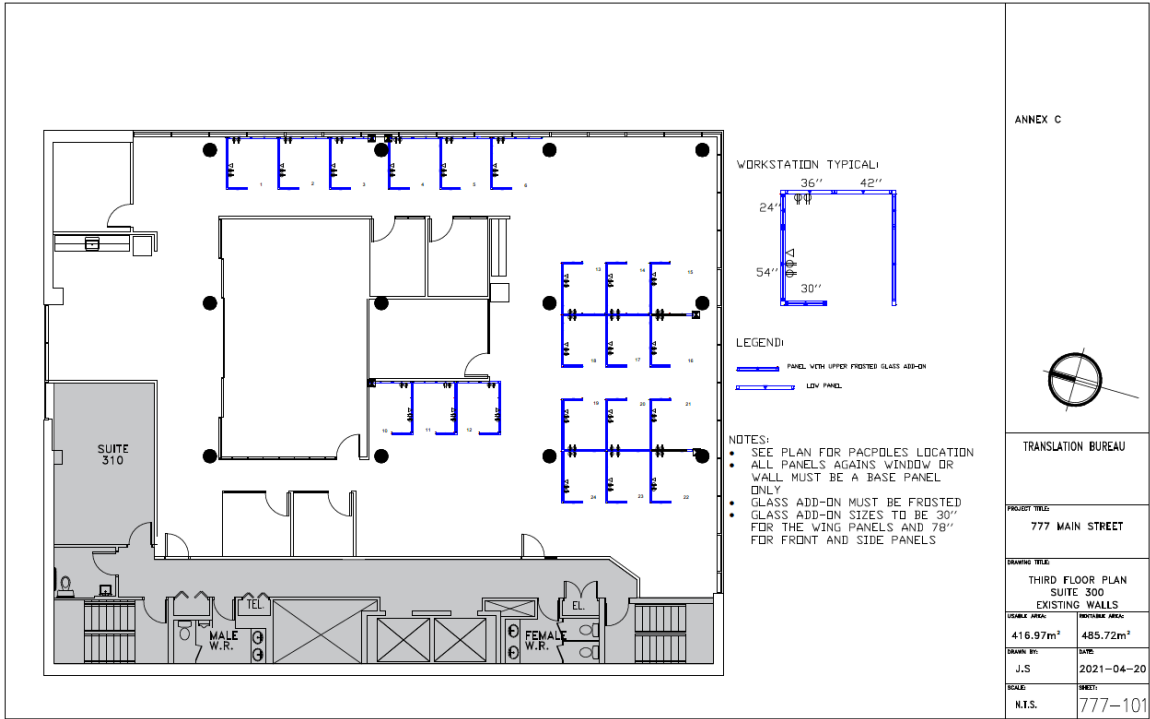 ANNEX C
WORKSTATION TYPICAL:
36'' 42''
24''
54''
30''
1 2 3 4 5 6
13 14 15
18 17 16
10 11 12
19 20 21
24 23 22
LEGEND:
PANEL WITH UPPER FROSTED GLASS ADD-ON
LOW PANEL
NOTES:
• SEE PLAN FOR PACPOLES LOCATION
• ALL PANELS AGAINS WINDOW OR
WALL MUST BE A BASE PANEL
ONLY
• GLASS ADD-ON MUST BE FROSTED
• GLASS ADD-ON SIZES TO BE 30''
FOR THE WING PANELS AND 78''
FOR FRONT AND SIDE PANELS
SUITE
310
TEL.
MALE
W.R.
EL.
FEMALE
W.R.
TRANSLATION BUREAU
PROJECT TITLE:
777 MAIN STREET
DRAWING TITLE:
THIRD FLOOR PLAN
SUITE 300
EXISTING WALLS
USABLE AREA: RENTABLE AREA:
416.97m² 485.72m²
DRAWN BY: DATE:
J.S 2021-04-20
SCALE: SHEET:
N.T.S. 777-101